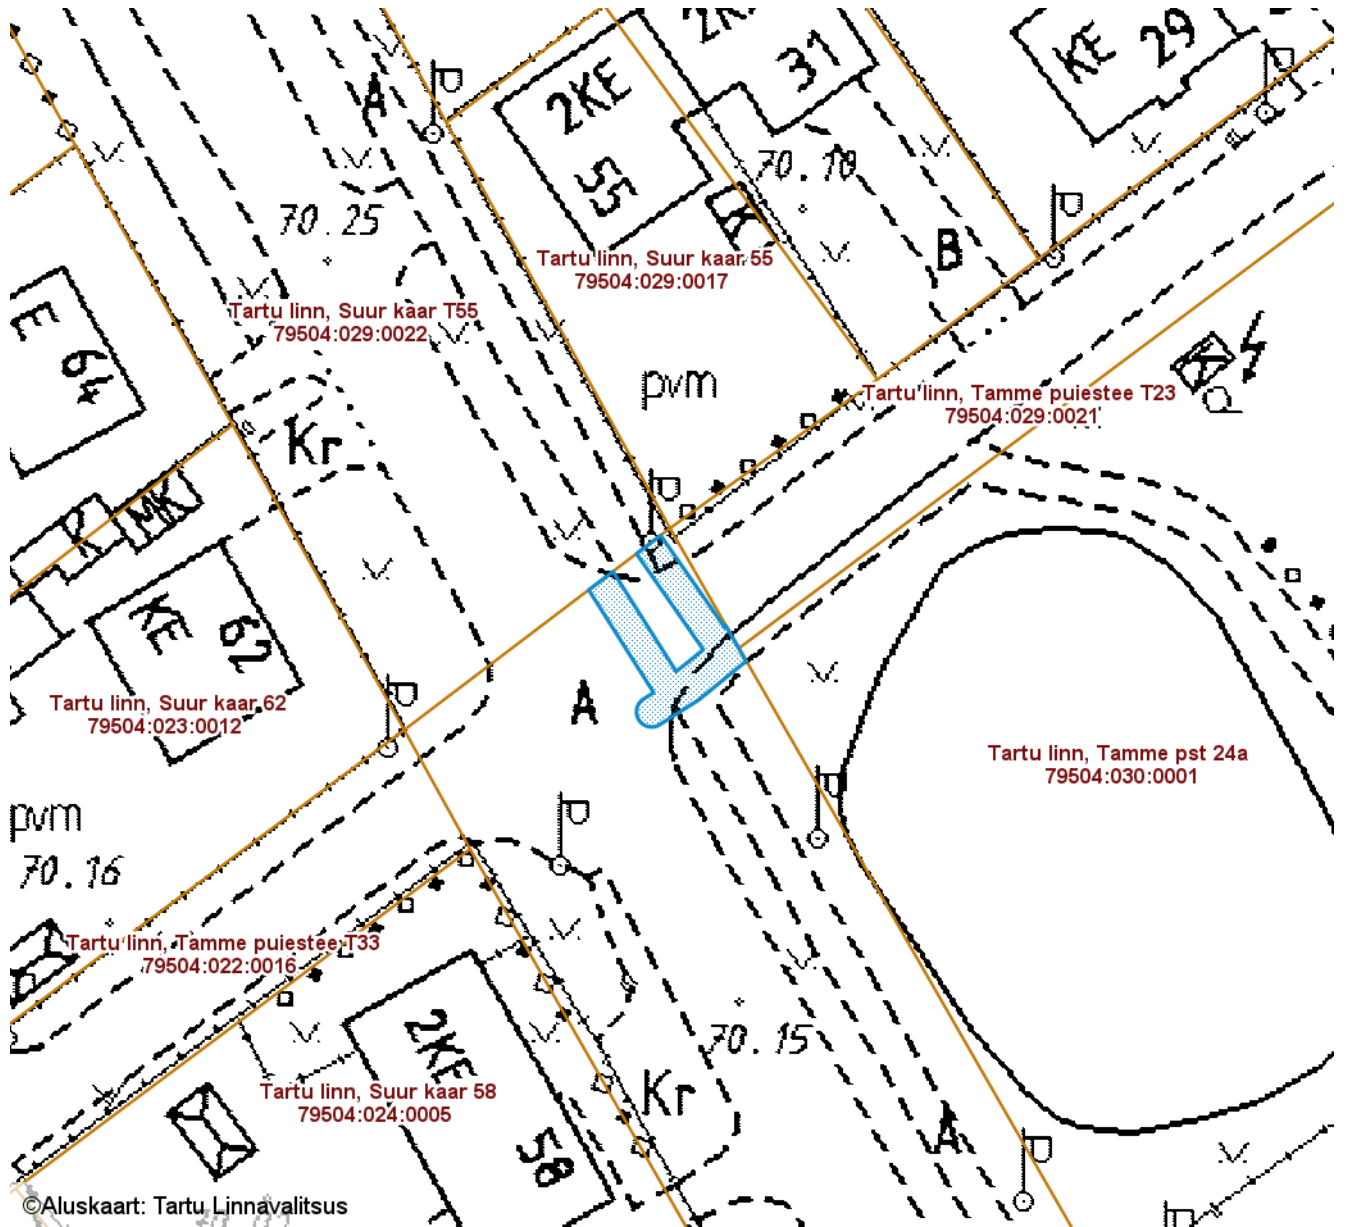 2KE
31
KE
29
A
2KE
55
70.10
70.25
B
Tartu linn, Suur kaar 55
79504:029:0017
Tartu linn, Suur kaar T55
79504:029:0022
E
64
pvm
Tartu linn, Tamme puiestee T23
79504:029:0021
Kr
K
MK
KE
62
Tartu linn, Suur kaar 62
79504:023:0012
A
Tartu linn, Tamme pst 24a
79504:030:0001
pvm
70.16
Tartu linn, Tamme puiestee T33
79504:022:0016
2KE
70.15
Kr
Tartu linn, Suur kaar 58
79504:024:0005
A
58
©Aluskaart: Tartu Linnavalitsus